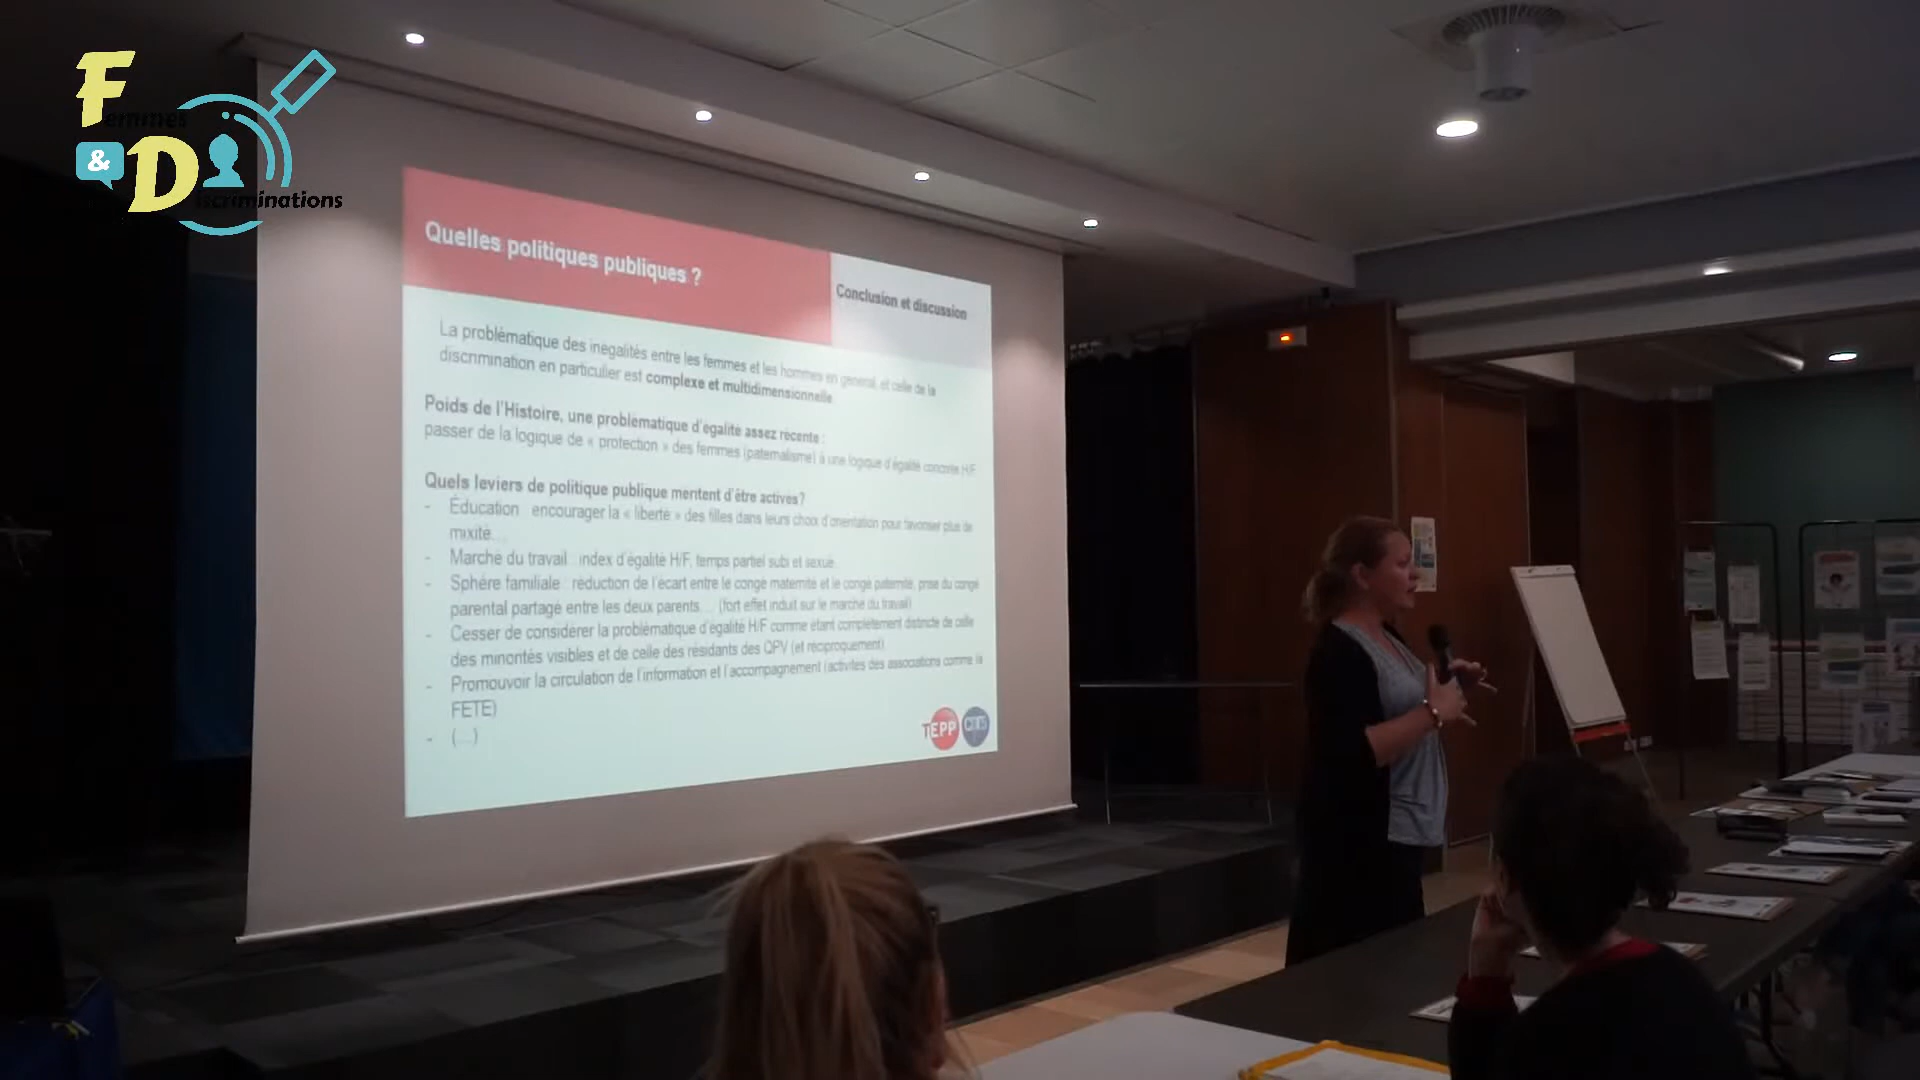 Femmes
& Discriminations
Quelles politiques publiques ?
Conclusion et discussion
La problématique des inégalités entre les femmes et les hommes en général, et celle de la
discrimination en particulier est complexe et multidimensionnelle
Poids de l'Histoire, une problématique d'égalité assez récente :
passer de la logique de « protection » des femmes (paternalisme) à une logique d'égalité concrète H/F
Quels leviers de politique publique méritent d'être activés?
- Éducation : encourager la « liberté » des filles dans leurs choix d'orientation pour favoriser plus de
mixité...
- Marché du travail : index d'égalité H/F, temps partiel subi et sexué
- Sphère familiale : réduction de l'écart entre le congé maternité et le congé paternité, prise du congé
parental partagé entre les deux parents... (fort effet induit sur le marché du travail)
- Cesser de considérer la problématique d'égalité H/F comme étant complètement distincte de celle
des minorités visibles et de celle des résidants des QPV (et réciproquement)
- Promouvoir la circulation de l'information et l'accompagnement (activités des associations comme la
FETE)
- (...)
TEPP CNRS